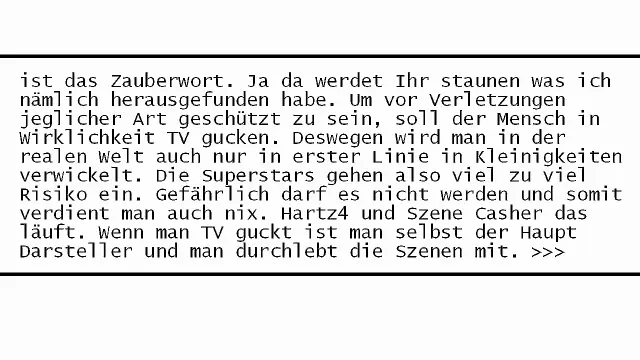 ist das Zauberwort. Ja da werdet Ihr staunen was ich
nämlich herausgefunden habe. Um vor Verletzungen
jeglicher Art geschützt zu sein, soll der Mensch in
Wirklichkeit TV gucken. Deswegen wird man in der
realen Welt auch nur in erster Linie in Kleinigkeiten
verwickelt. Die Superstars gehen also viel zu viel
Risiko ein. Gefährlich darf es nicht werden und somit
verdient man auch nix. Hartz4 und Szene Casher das
läuft. Wenn man TV guckt ist man selbst der Haupt
Darsteller und man durchlebt die Szenen mit. >>>